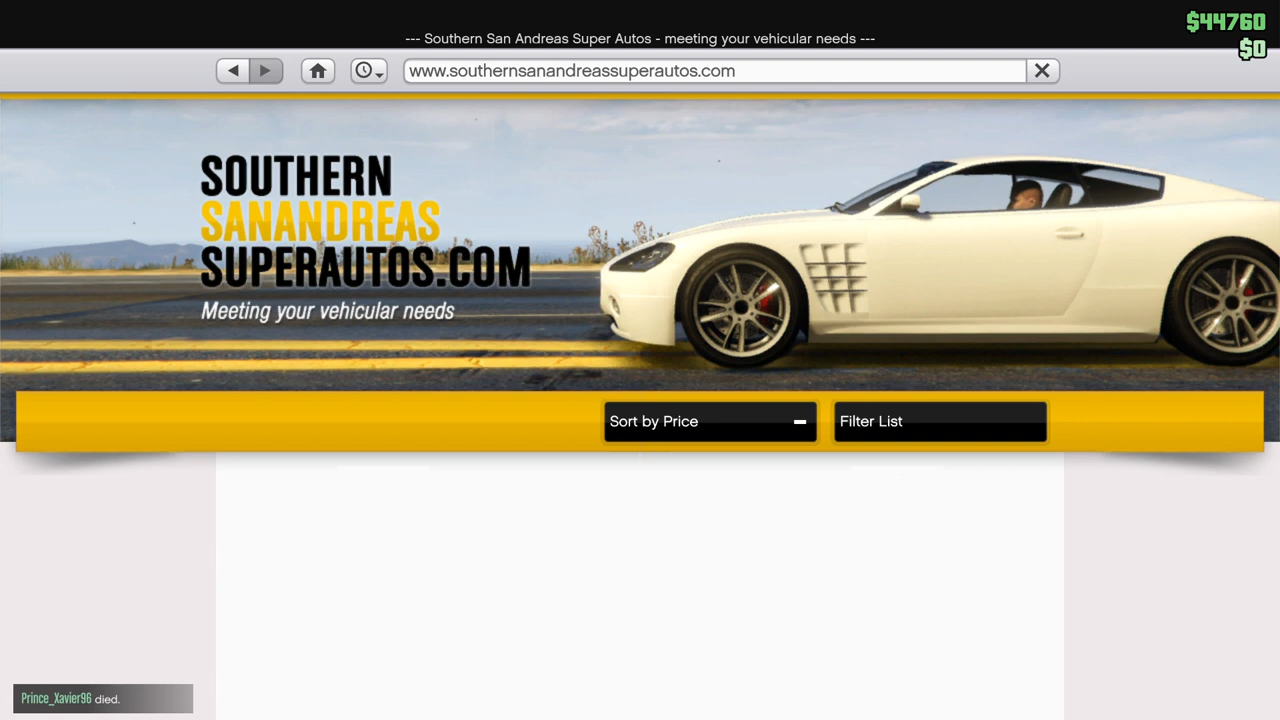 --- Southern San Andreas Super Autos - meeting your vehicular needs ---
$44760
$0
www.southernsanandreassuperautos.com
SOUTHERN
SANANDREAS
SUPERAUTOS.COM
Meeting your vehicular needs
Sort by Price
Filter List
Prince_Xavier96 died.